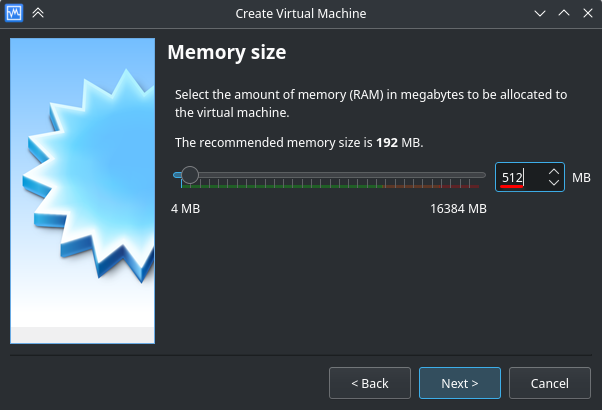 Create Virtual Machine
Memory size
Select the amount of memory (RAM) in megabytes to be allocated to
the virtual machine.
The recommended memory size is 192 MB.
512 MB
4 MB 16384 MB
< Back Next > Cancel